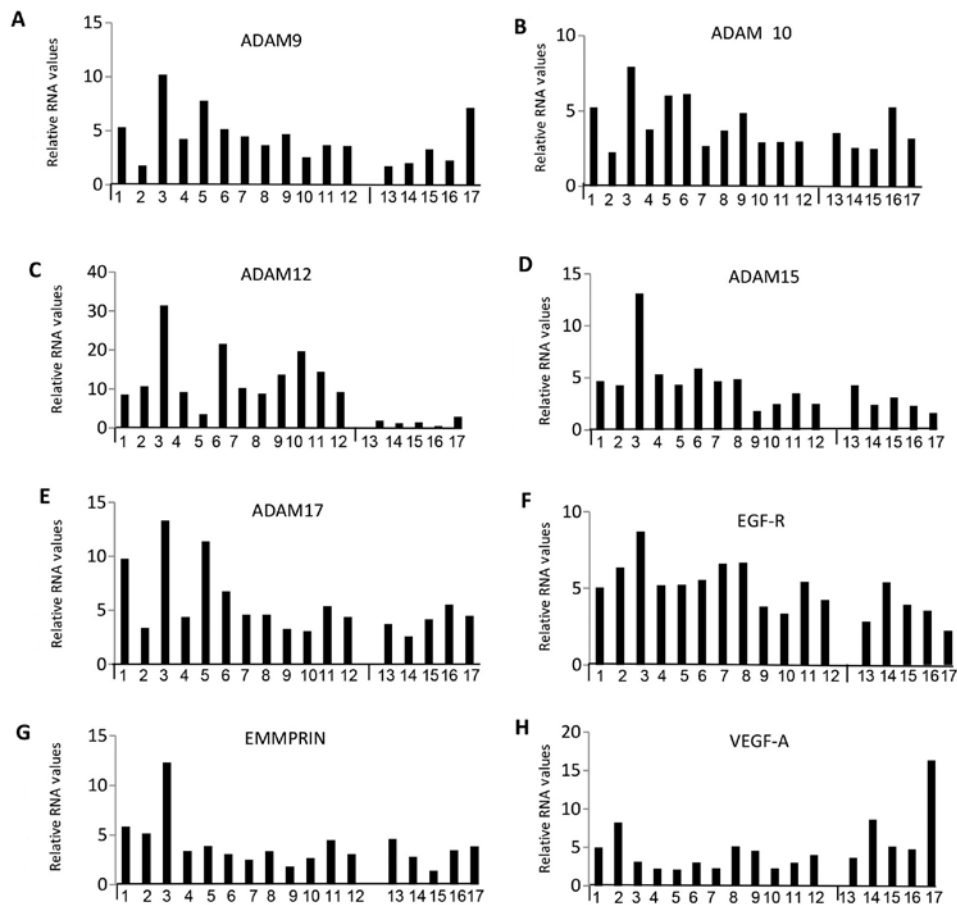 A
ADAM9
Relative RNA values
15
10
5
0
1 2 3 4 5 6 7 8 9 10 11 12 13 14 15 16 17
B
ADAM 10
Relative RNA values
10
5
0
1 2 3 4 5 6 7 8 9 10 11 12 13 14 15 16 17
C
ADAM12
Relative RNA values
40
30
20
10
0
1 2 3 4 5 6 7 8 9 10 11 12 13 14 15 16 17
D
ADAM15
Relative RNA values
15
10
5
0
1 2 3 4 5 6 7 8 9 10 11 12 13 14 15 16 17
E
ADAM17
Relative RNA values
15
10
5
0
1 2 3 4 5 6 7 8 9 10 11 12 13 14 15 16 17
F
EGF-R
Relative RNA values
10
5
0
1 2 3 4 5 6 7 8 9 10 11 12 13 14 15 16 17
G
EMMPRIN
Relative RNA values
15
10
5
0
1 2 3 4 5 6 7 8 9 10 11 12 13 14 15 16 17
H
VEGF-A
Relative RNA values
20
15
10
5
0
1 2 3 4 5 6 7 8 9 10 11 12 13 14 15 16 17